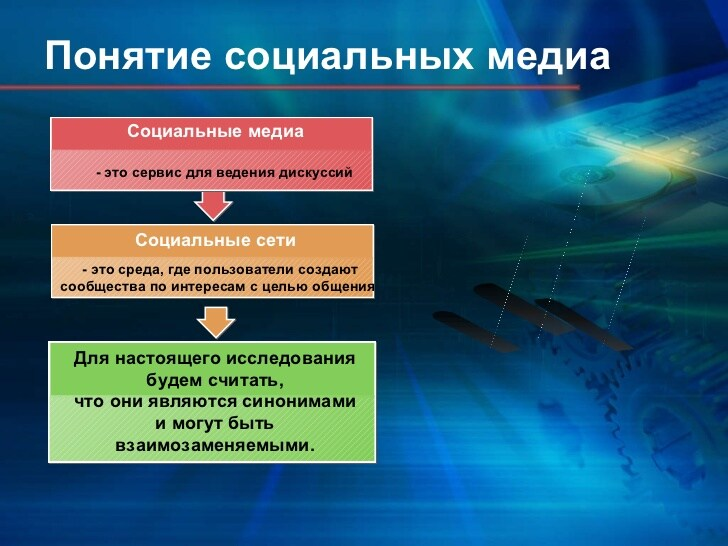 Понятие социальных медиа
Социальные медиа
- это сервис для ведения дискуссий
Социальные сети
- это среда, где пользователи создают
сообщества по интересам с целью общения
Для настоящего исследования
будем считать,
что они являются синонимами
и могут быть
взаимозаменяемыми.